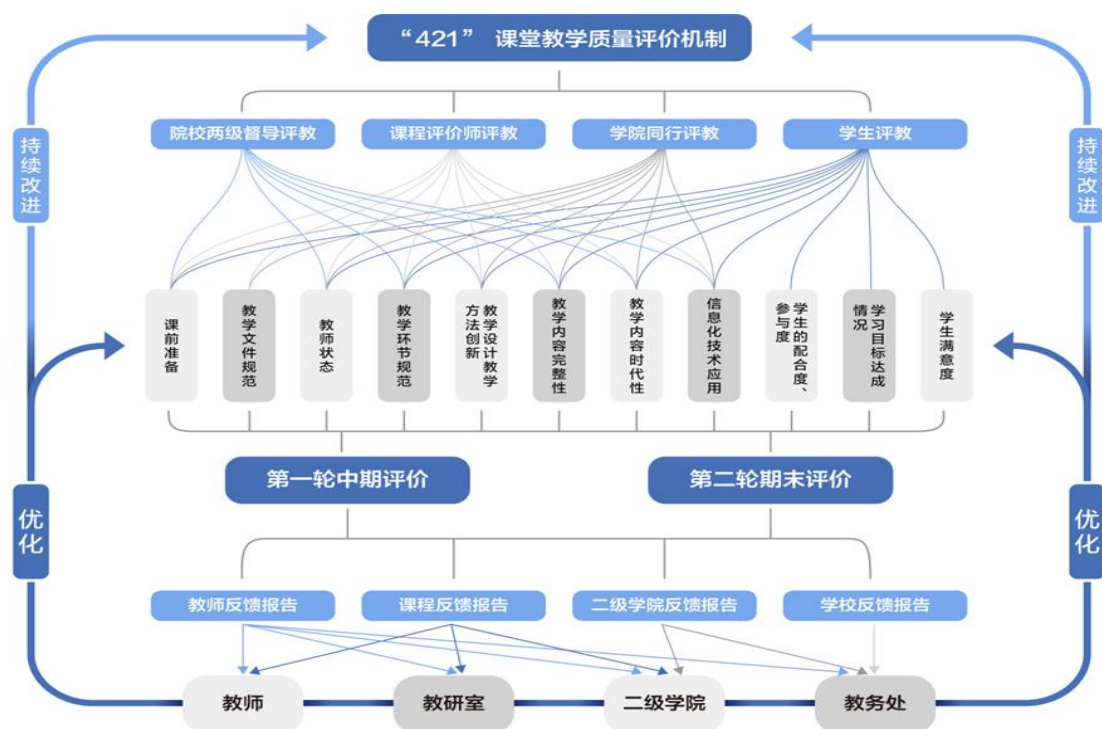 “421” 课堂教学质量评价机制
院校两级督导评教
课程评价师评教
学院同行评教
学生评教
持续改进
持续改进
课前准备
教学文件规范
教师状态
教学环节规范
教学设计教学
方法创新
教学内容完整性
教学内容时代性
信息化技术应用
学生的配合度、
参与度
学习目标达成
情况
学生满意度
第一轮中期评价
第二轮期末评价
优化
优化
教师反馈报告
课程反馈报告
二级学院反馈报告
学校反馈报告
教师
教研室
二级学院
教务处